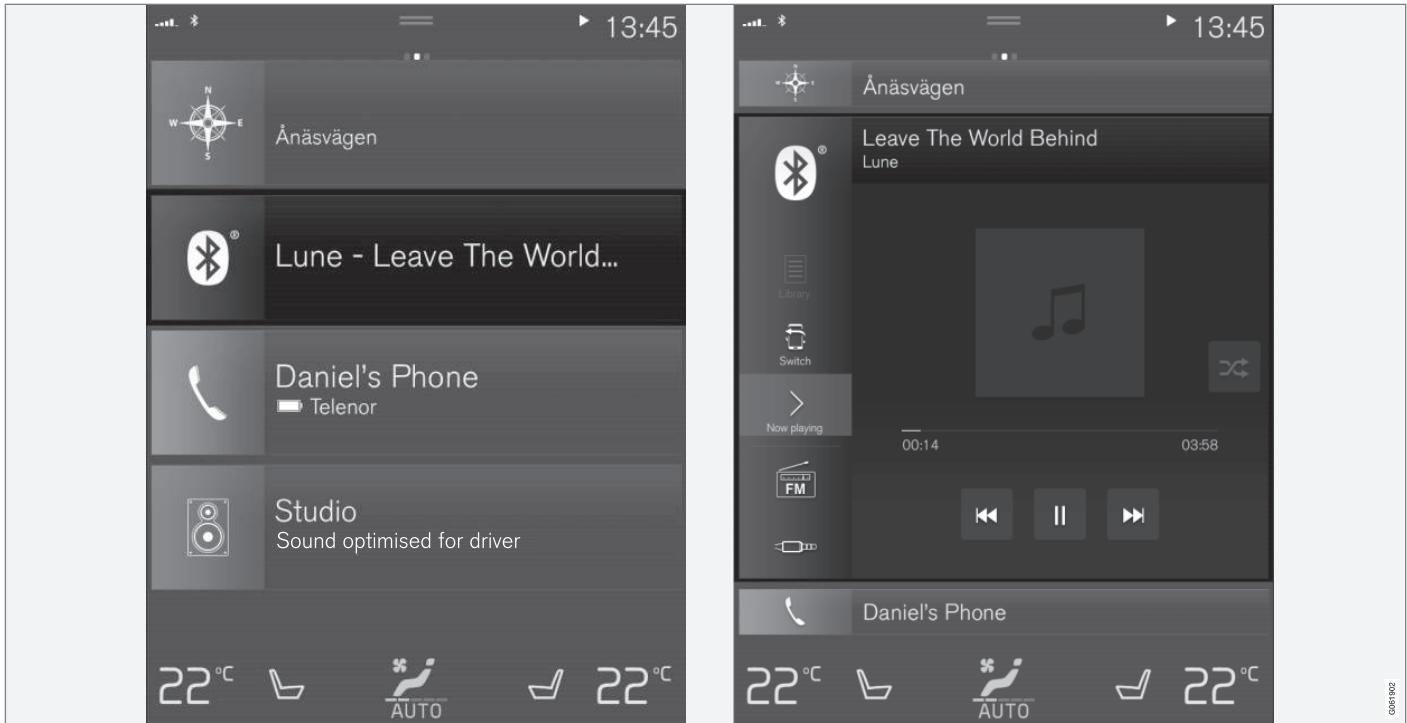 13:45
N
W E
S
Ånäsvägen
Lune - Leave The World...
Daniel's Phone
Telenor
Studio
Sound optimised for driver
22°C
AUTO
22°C
13:45
N
W E
S
Ånäsvägen
Leave The World Behind
Lune
Library
Switch
Now playing
00:14
03:58
FM
Daniel's Phone
22°C
AUTO
22°C
G061902